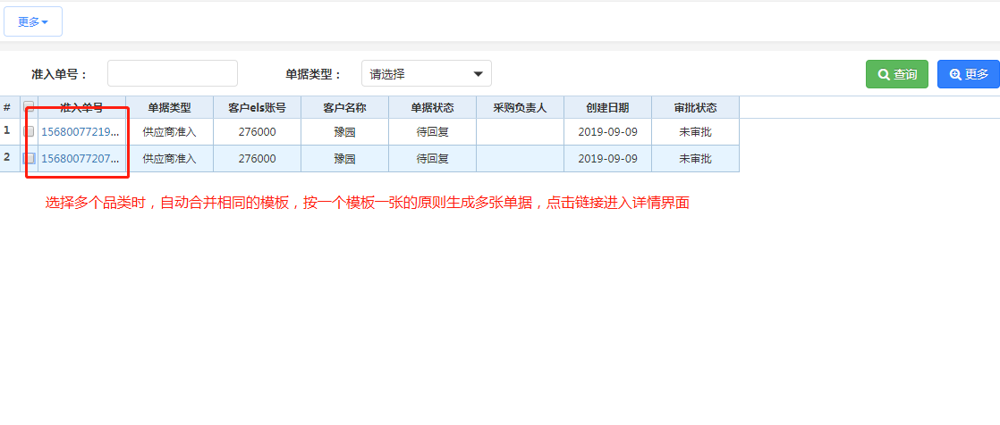 更多
准入单号：
单据类型：
请选择
查询
更多
# 准入单号 单据类型 客户els账号 客户名称 单据状态 采购负责人 创建日期 审批状态
1 15680077219... 供应商准入 276000 豫园 待回复 2019-09-09 未审批
2 15680077207... 供应商准入 276000 豫园 待回复 2019-09-09 未审批
选择多个品类时，自动合并相同的模板，按一个模板一张的原则生成多张单据，点击链接进入详情界面